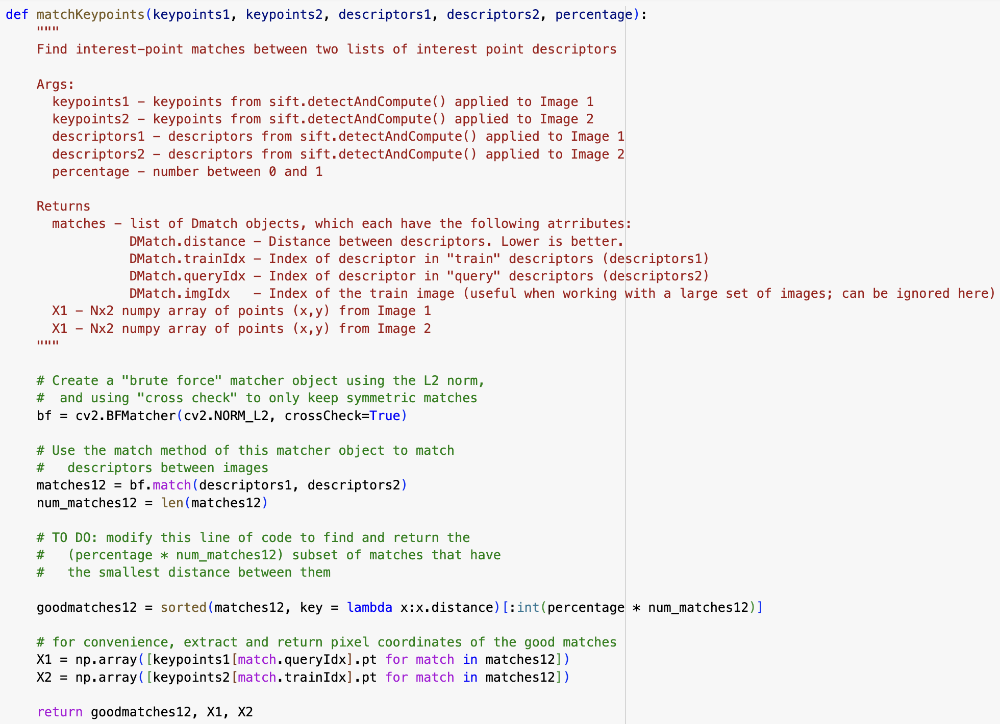 def matchKeypoints(keypoints1, keypoints2, descriptors1, descriptors2, percentage):
    """
    Find interest-point matches between two lists of interest point descriptors

    Args:
      keypoints1 - keypoints from sift.detectAndCompute() applied to Image 1
      keypoints2 - keypoints from sift.detectAndCompute() applied to Image 2
      descriptors1 - descriptors from sift.detectAndCompute() applied to Image 1
      descriptors2 - descriptors from sift.detectAndCompute() applied to Image 2
      percentage - number between 0 and 1

    Returns
      matches - list of Dmatch objects, which each have the following atrributes:
                DMatch.distance - Distance between descriptors. Lower is better.
                DMatch.trainIdx - Index of descriptor in "train" descriptors (descriptors1)
                DMatch.queryIdx - Index of descriptor in "query" descriptors (descriptors2)
                DMatch.imgIdx   - Index of the train image (useful when working with a large set of images; can be ignored here)
      X1 - Nx2 numpy array of points (x,y) from Image 1
      X1 - Nx2 numpy array of points (x,y) from Image 2
    """

    # Create a "brute force" matcher object using the L2 norm,
    #  and using "cross check" to only keep symmetric matches
    bf = cv2.BFMatcher(cv2.NORM_L2, crossCheck=True)

    # Use the match method of this matcher object to match
    #   descriptors between images
    matches12 = bf.match(descriptors1, descriptors2)
    num_matches12 = len(matches12)

    # TO DO: modify this line of code to find and return the
    #   (percentage * num_matches12) subset of matches that have
    #   the smallest distance between them

    goodmatches12 = sorted(matches12, key = lambda x:x.distance)[:int(percentage * num_matches12)]

    # for convenience, extract and return pixel coordinates of the good matches
    X1 = np.array([keypoints1[match.queryIdx].pt for match in matches12])
    X2 = np.array([keypoints2[match.trainIdx].pt for match in matches12])

    return goodmatches12, X1, X2